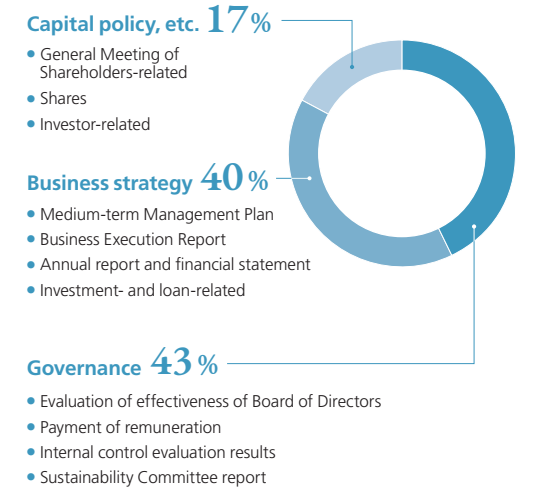 Capital policy, etc. 17%
• General Meeting of
Shareholders-related
• Shares
• Investor-related
Business strategy 40%
• Medium-term Management Plan
• Business Execution Report
• Annual report and financial statement
• Investment- and loan-related
Governance 43%
• Evaluation of effectiveness of Board of Directors
• Payment of remuneration
• Internal control evaluation results
• Sustainability Committee report